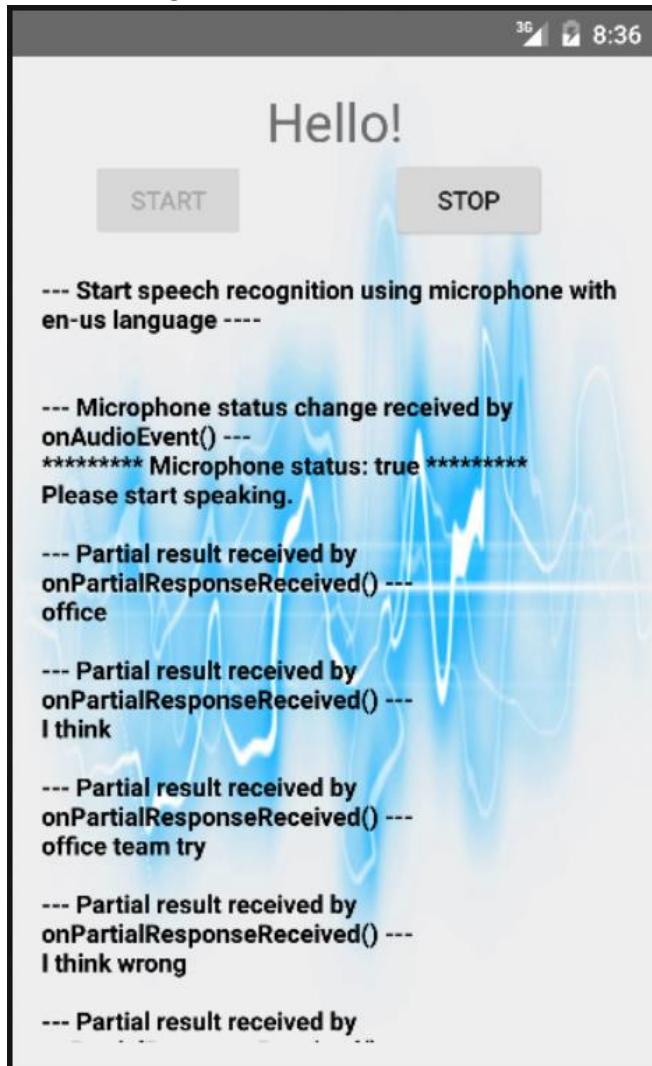 3G 8:36
Hello!
START STOP
--- Start speech recognition using microphone with
en-us language ----
--- Microphone status change received by
onAudioEvent() ---
********* Microphone status: true *********
Please start speaking.
--- Partial result received by
onPartialResponseReceived() ---
office
--- Partial result received by
onPartialResponseReceived() ---
I think
--- Partial result received by
onPartialResponseReceived() ---
office team try
--- Partial result received by
onPartialResponseReceived() ---
I think wrong
--- Partial result received by